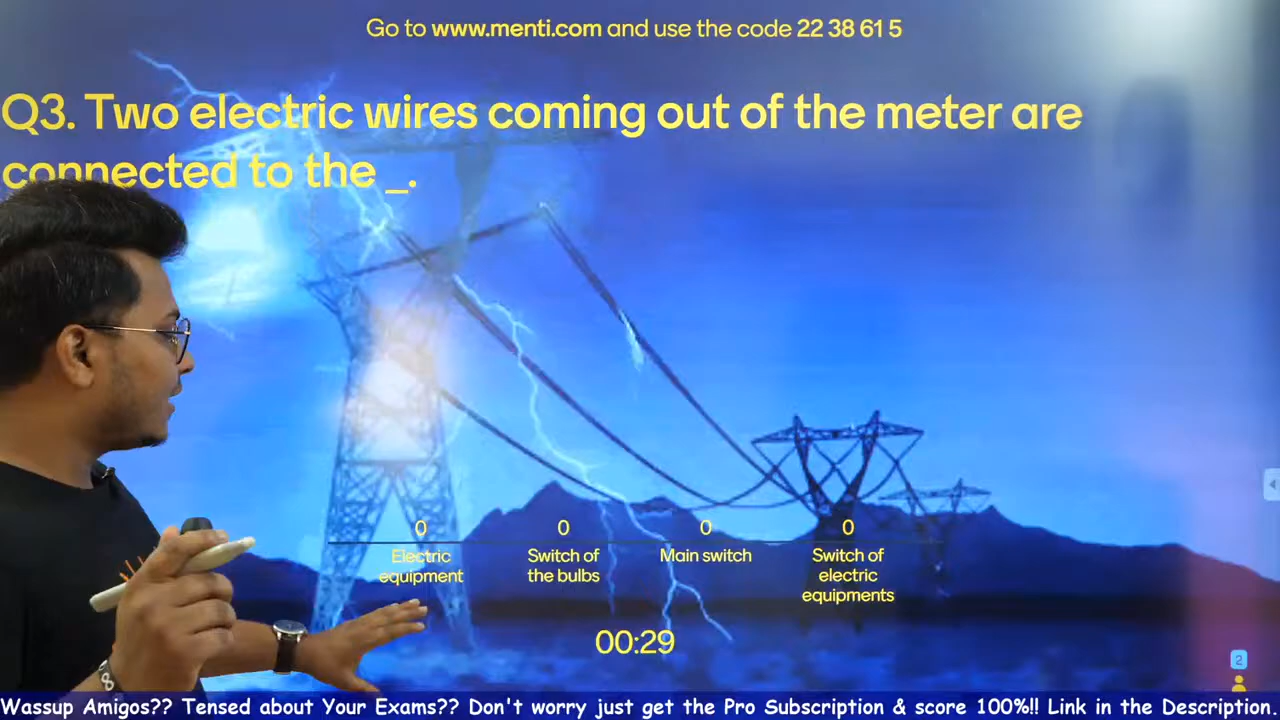 Go to www.menti.com and use the code 22 38 61 5
Q3. Two electric wires coming out of the meter are
connected to the _.
0
0
0
0
Electric
equipment
Switch of
the bulbs
Main switch
Switch of
electric
equipments
00:29
2
Wassup Amigos?? Tensed about Your Exams?? Don't worry just get the Pro Subscription & score 100%!! Link in the Description.